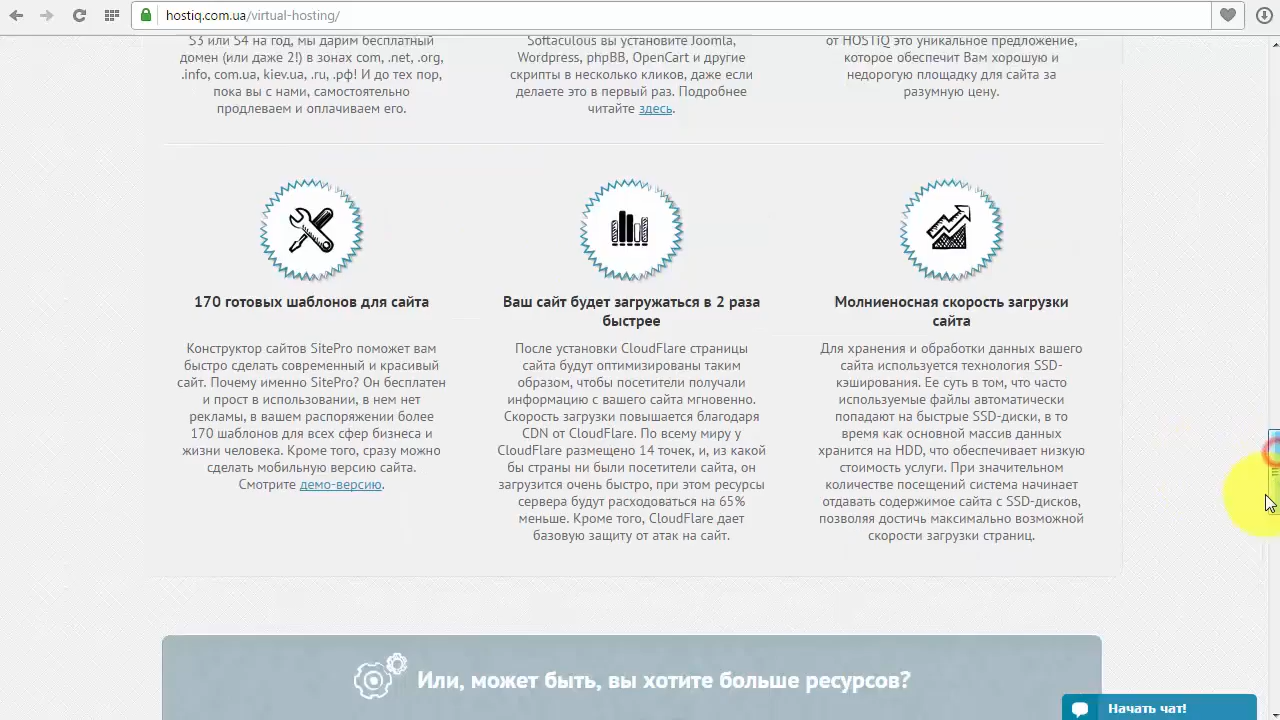 hostiq.com.ua/virtual-hosting/
S3 или S4 на год, мы дарим бесплатный
домен (или даже 2!) в зонах com, .net, .org,
.info, com.ua, kiev.ua, .ru, .рф! И до тех пор,
пока вы с нами, самостоятельно
продлеваем и оплачиваем его.
Softaculous вы установите Joomla,
Wordpress, phpBB, OpenCart и другие
скрипты в несколько кликов, даже если
делаете это в первый раз. Подробнее
читайте здесь.
от HOSTiQ это уникальное предложение,
которое обеспечит Вам хорошую и
недорогую площадку для сайта за
разумную цену.
170 готовых шаблонов для сайта
Конструктор сайтов SitePro поможет вам
быстро сделать современный и красивый
сайт. Почему именно SitePro? Он бесплатен
и прост в использовании, в нем нет
рекламы, в вашем распоряжении более
170 шаблонов для всех сфер бизнеса и
жизни человека. Кроме того, сразу можно
сделать мобильную версию сайта.
Смотрите демо-версию.
Ваш сайт будет загружаться в 2 раза
быстрее
После установки CloudFlare страницы
сайта будут оптимизированы таким
образом, чтобы посетители получали
информацию с вашего сайта мгновенно.
Скорость загрузки повышается благодаря
CDN от CloudFlare. По всему миру у
CloudFlare размещено 14 точек, и, из какой
бы страны ни были посетители сайта, он
загрузится очень быстро, при этом ресурсы
сервера будут расходоваться на 65%
меньше. Кроме того, CloudFlare дает
базовую защиту от атак на сайт.
Молниеносная скорость загрузки
сайта
Для хранения и обработки данных вашего
сайта используется технология SSD-
кэширования. Ее суть в том, что часто
используемые файлы автоматически
попадают на быстрые SSD-диски, в то
время как основной массив данных
хранится на HDD, что обеспечивает низкую
стоимость услуги. При значительном
количестве посещений система начинает
отдавать содержимое сайта с SSD-дисков,
позволяя достичь максимально возможной
скорости загрузки страниц.
Или, может быть, вы хотите больше ресурсов?
Начать чат!